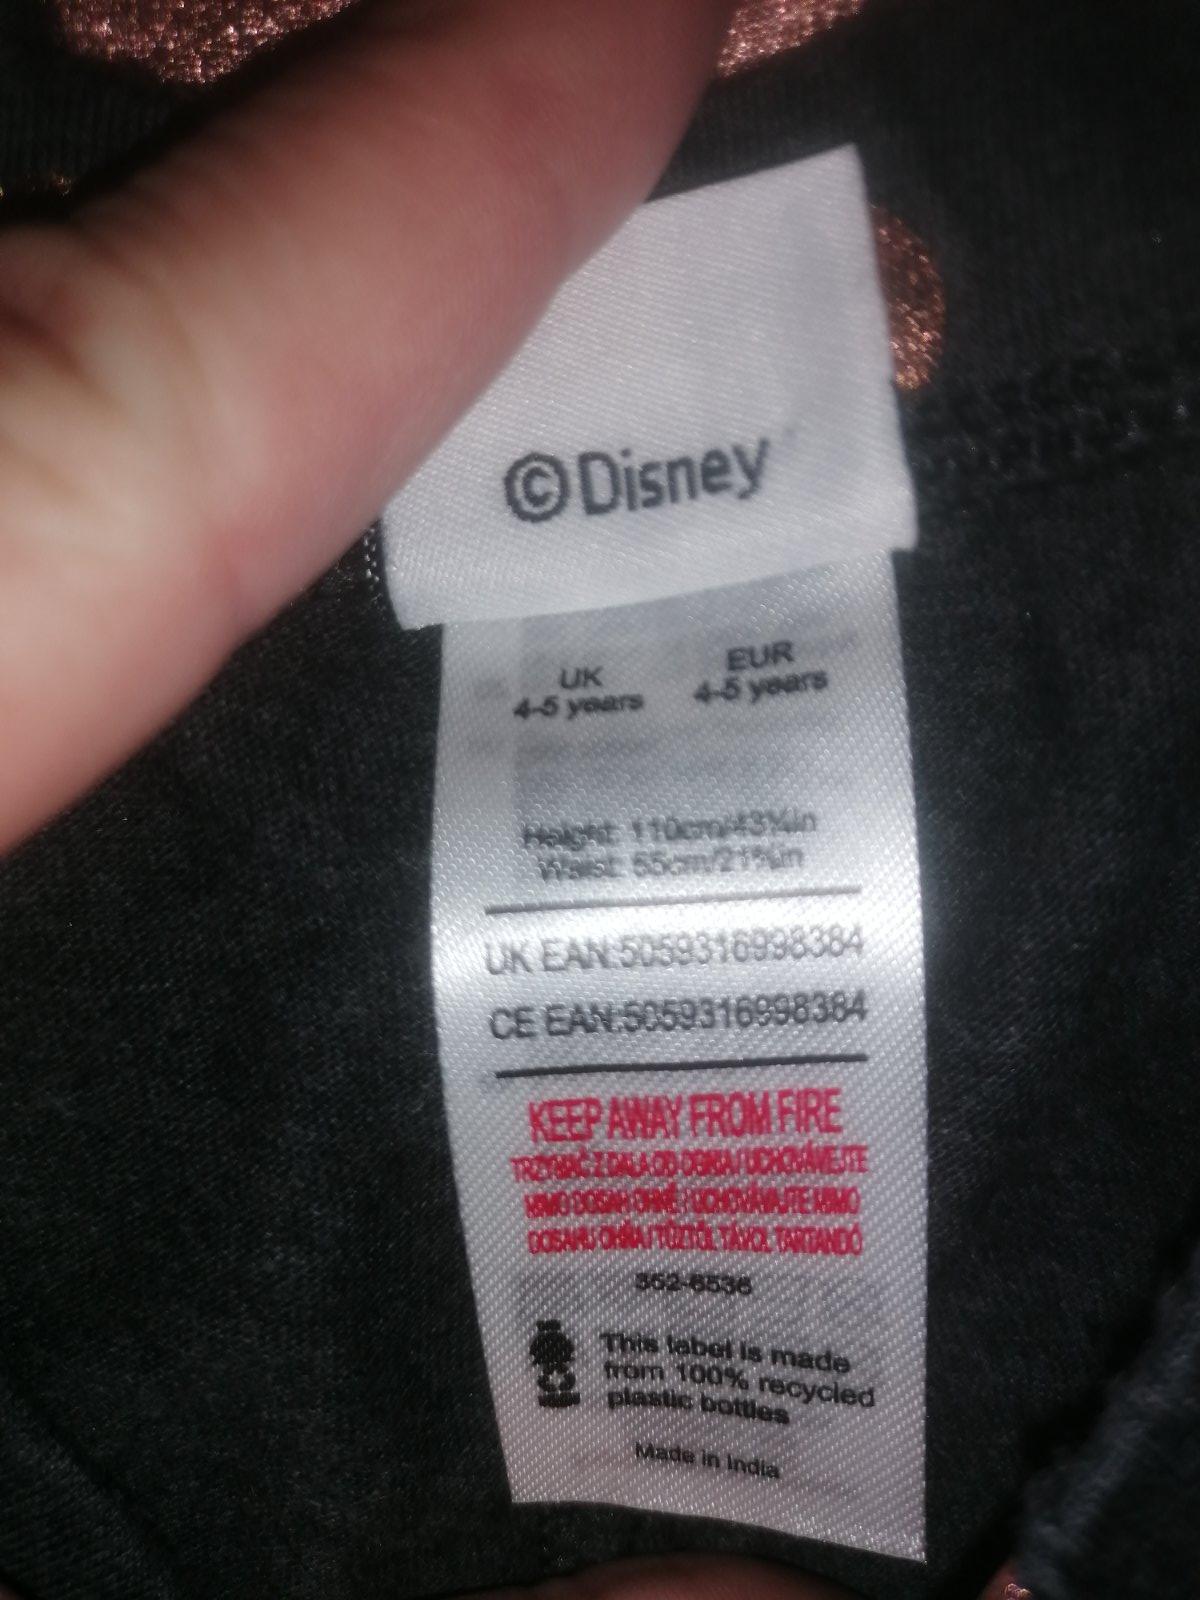 ©Disney
UK EUR
4-5 years 4-5 years
Height: 110cm/43¼in
Waist: 55cm/21⅝in
UK EAN:5059316998384
CE EAN:5059316998384
KEEP AWAY FROM FIRE
TRZYMAĆ Z DALA OD OGNIA / UCHOVÁVEJTE
MIMO DOSAH OHNĚ / UCHOVÁVAJTE MIMO
DOSAHU OHŇA / TŰZTŐL TÁVOL TARTANDÓ
352-6536
This label is made
from 100% recycled
plastic bottles
Made in India